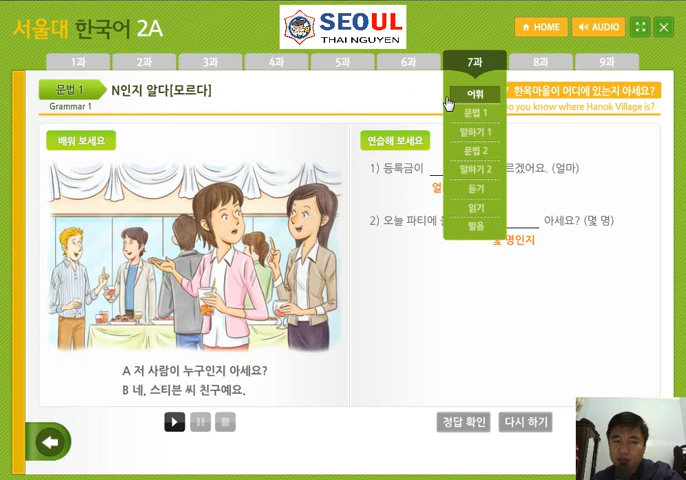 서울대 한국어 2A
SEOUL
THAI NGUYEN
HOME
AUDIO
1과
2과
3과
4과
5과
6과
7과
8과
9과
문법 1
Grammar 1
N인지 알다[모르다]
한옥마을이 어디에 있는지 아세요?
you know where Hanok Village is?
어휘
문법 1
말하기 1
문법 2
말하기 2
듣기
읽기
발음
배워 보세요
A 저 사람이 누구인지 아세요?
B 네, 스티븐 씨 친구예요.
연습해 보세요
1) 등록금이 르겠어요. (얼마)
2) 오늘 파티에 아세요? (몇 명)
명인지
정답 확인
다시 하기